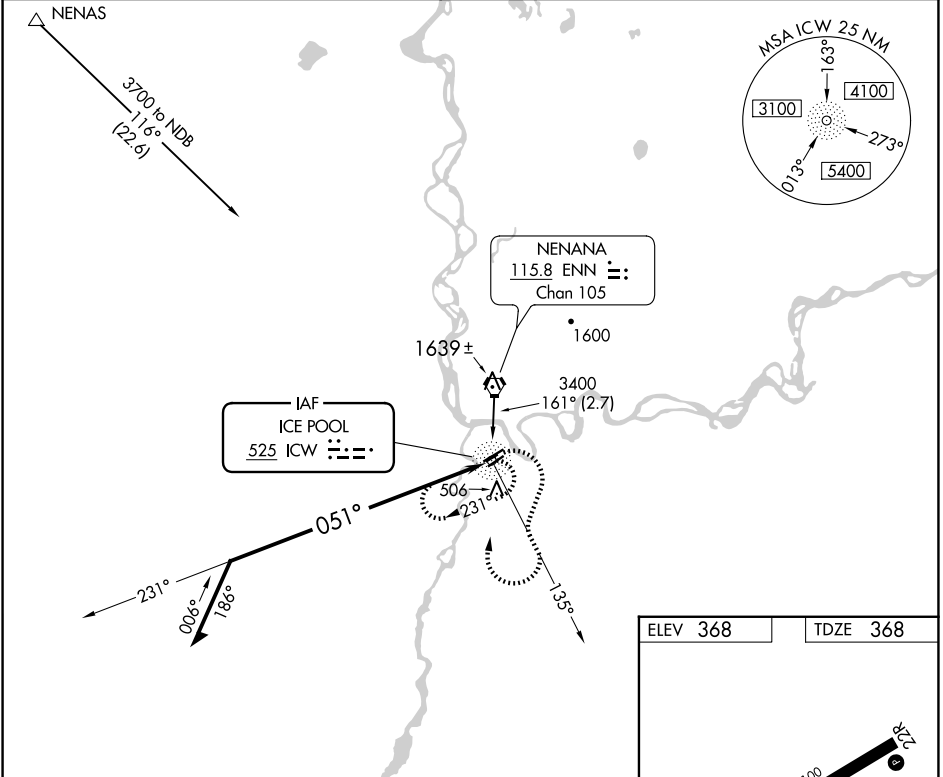 NENAS
3700 to NDB
116°
(22.6)
MSA ICW 25 NM
163°
4100
3100
273°
013°
5400
NENANA
115.8 ENN
Chan 105
1600
1639 ±
3400
161° (2.7)
IAF
ICE POOL
525 ICW
506
231°
051°
231°
006°
186°
135°
ELEV 368
TDZE 368
22R
P